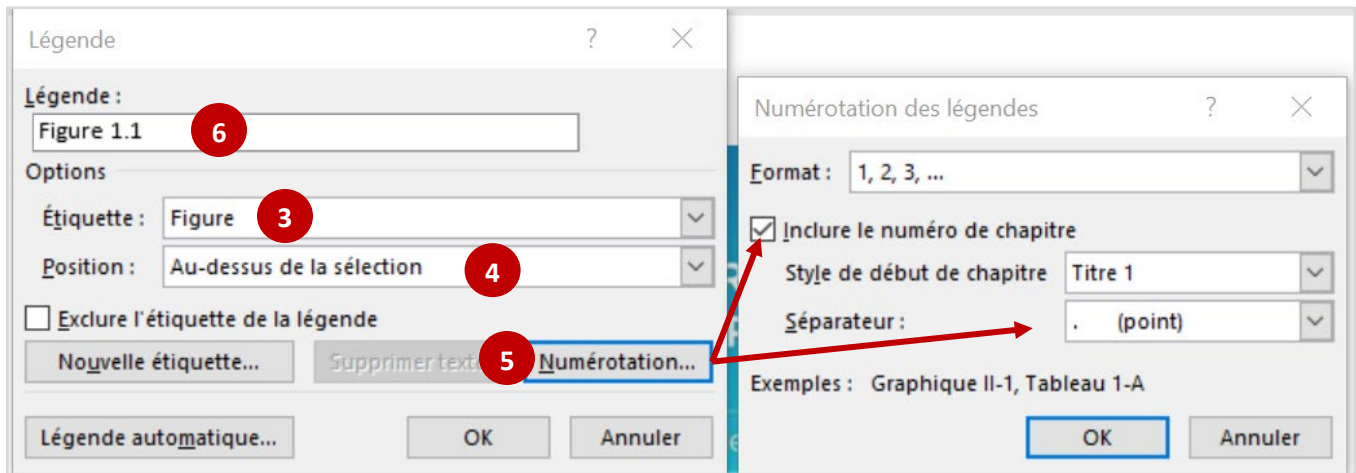 Légende ?
Légende :
Figure 1.1 6
Options
Étiquette : Figure 3
Position : Au-dessus de la sélection 4
Exclure l'étiquette de la légende
Nouvelle étiquette... Supprimer 5 Numérotation...
Légende automatique... OK Annuler
Numérotation des légendes ?
Format : 1, 2, 3, ...
Inclure le numéro de chapitre
Style de début de chapitre Titre 1
Séparateur : . (point)
Exemples : Graphique II-1, Tableau 1-A
OK Annuler